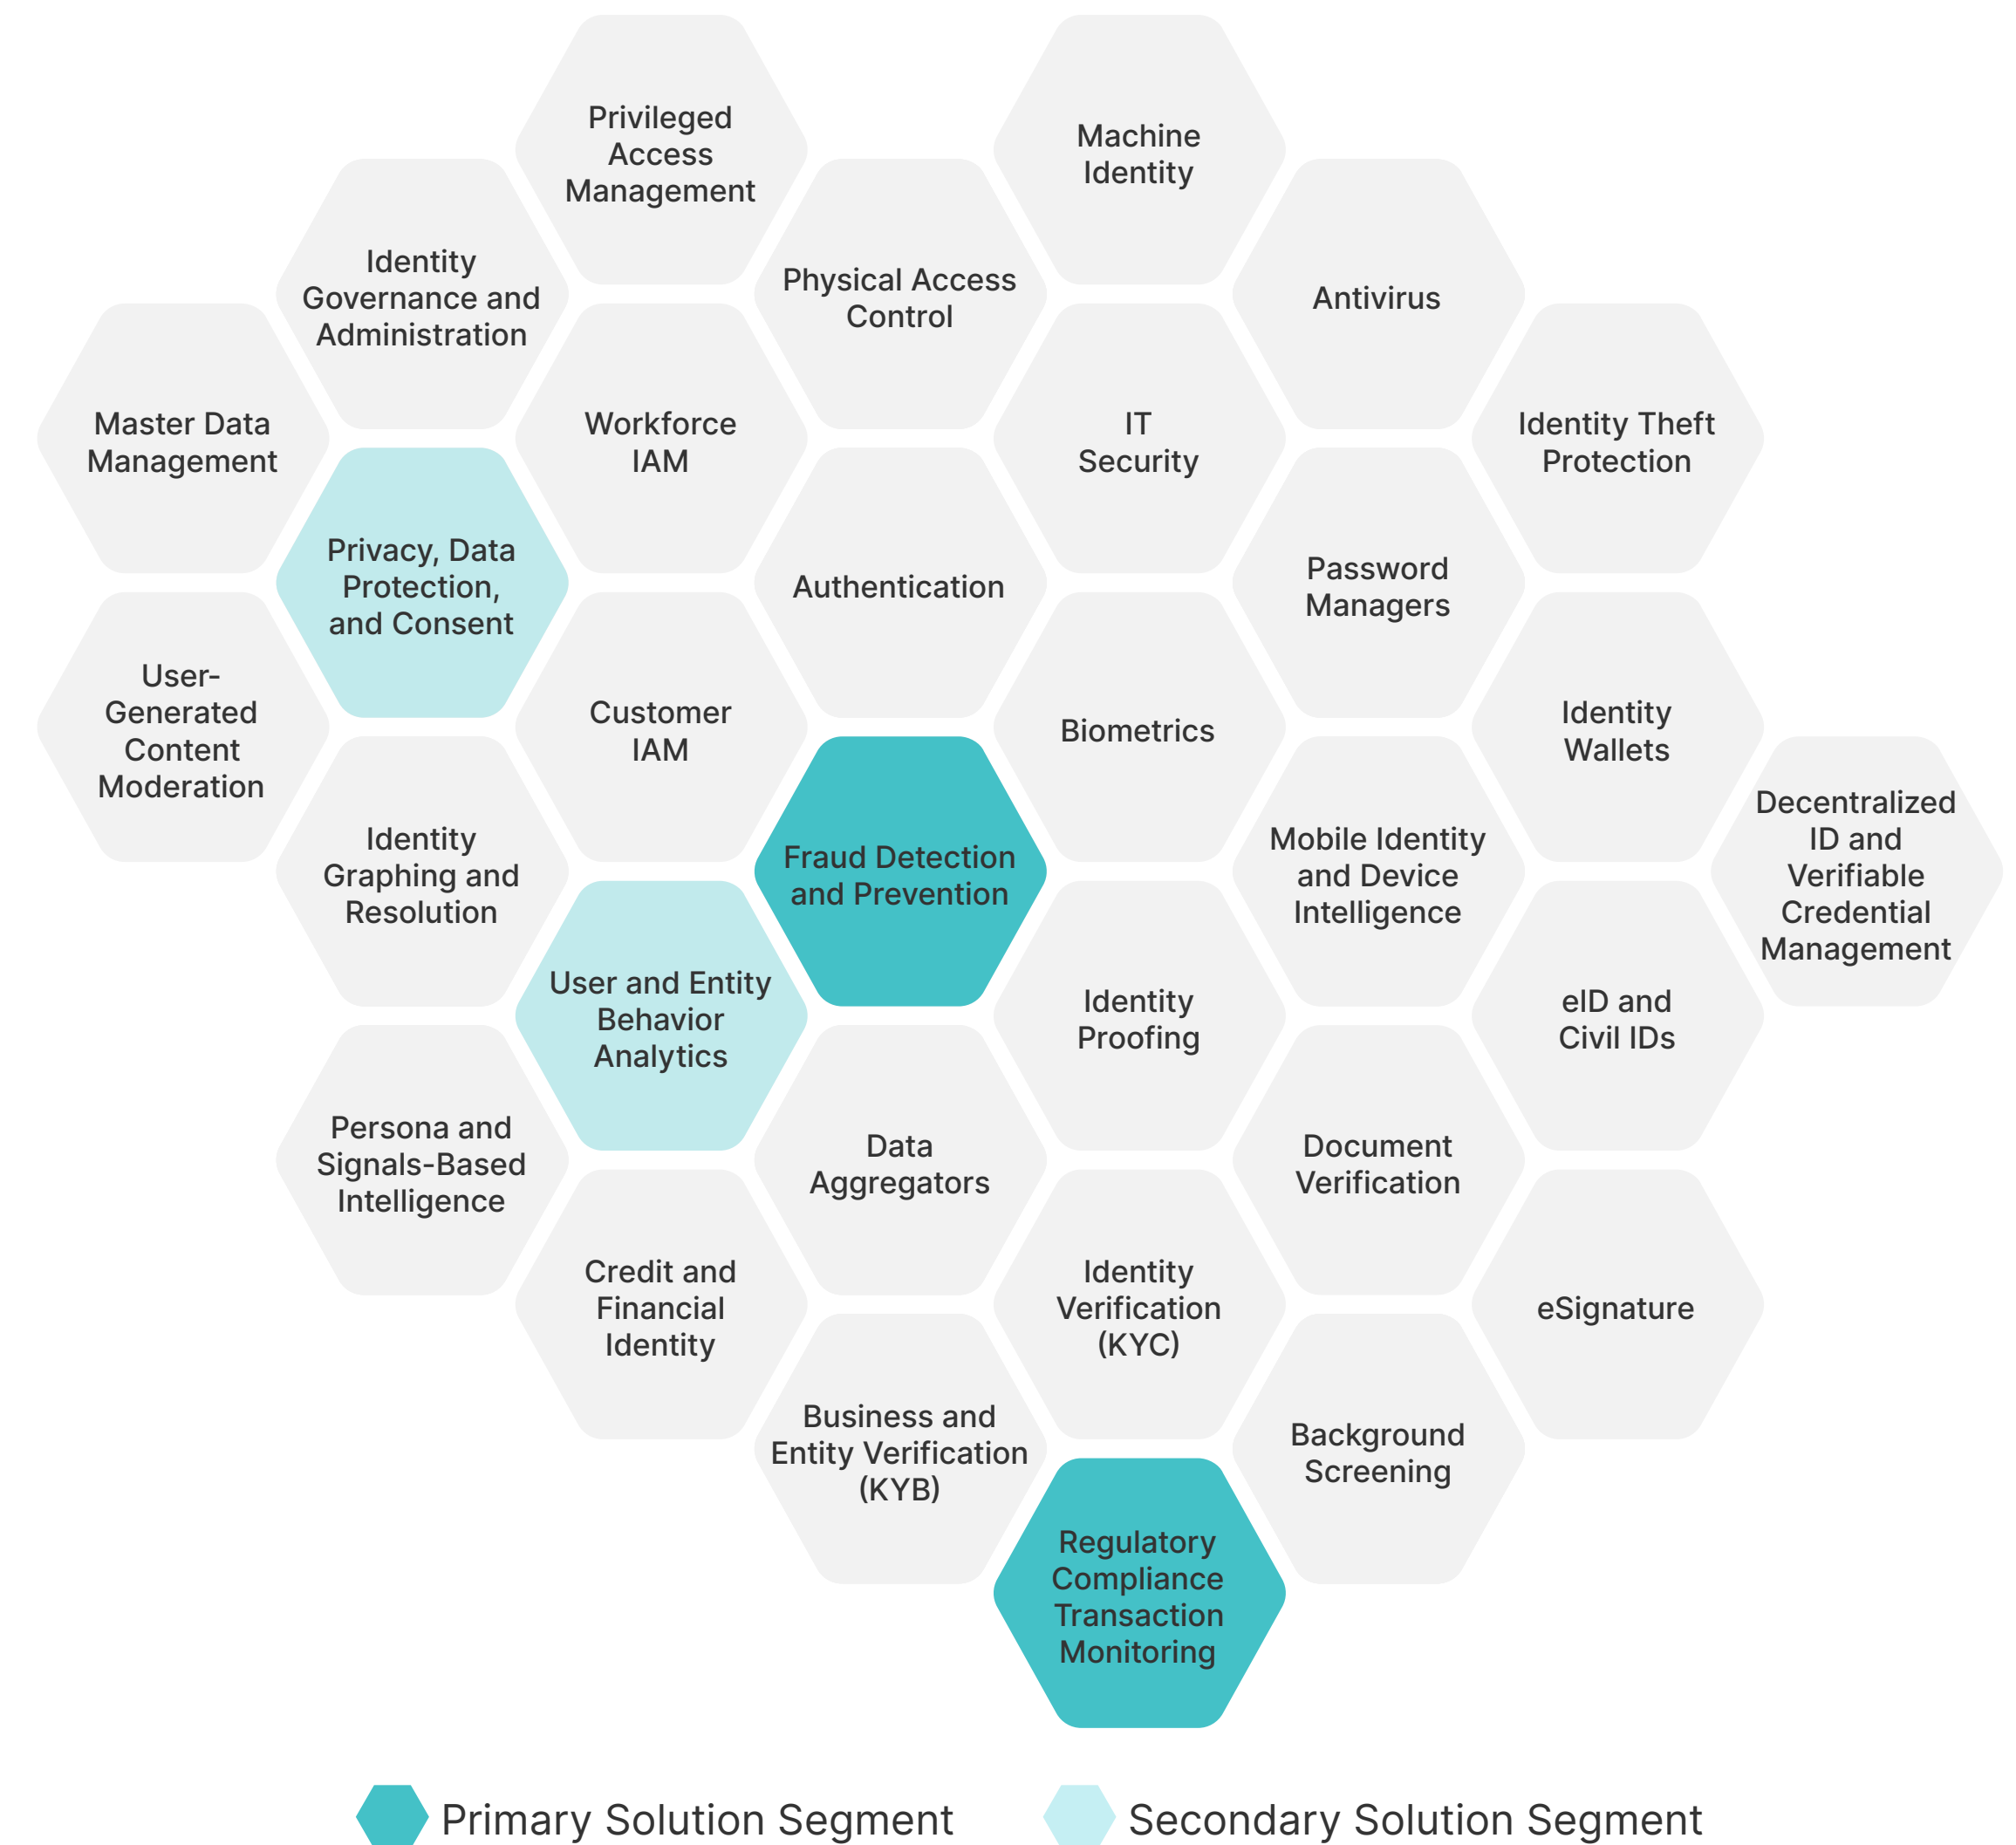 Privileged
Access
Management
Machine
Identity
Identity
Governance and
Administration
Physical Access
Control
Antivirus
Master Data
Management
Workforce
IAM
IT
Security
Identity Theft
Protection
Privacy, Data
Protection,
and Consent
Authentication
Password
Managers
User-
Generated
Content
Moderation
Customer
IAM
Biometrics
Identity
Wallets
Identity
Graphing and
Resolution
Fraud Detection
and Prevention
Mobile Identity
and Device
Intelligence
Decentralized
ID and
Verifiable
Credential
Management
User and Entity
Behavior
Analytics
Identity
Proofing
eID and
Civil IDs
Persona and
Signals-Based
Intelligence
Data
Aggregators
Document
Verification
Credit and
Financial
Identity
Identity
Verification
(KYC)
eSignature
Business and
Entity Verification
(KYB)
Background
Screening
Regulatory
Compliance
Transaction
Monitoring
Primary Solution Segment
Secondary Solution Segment